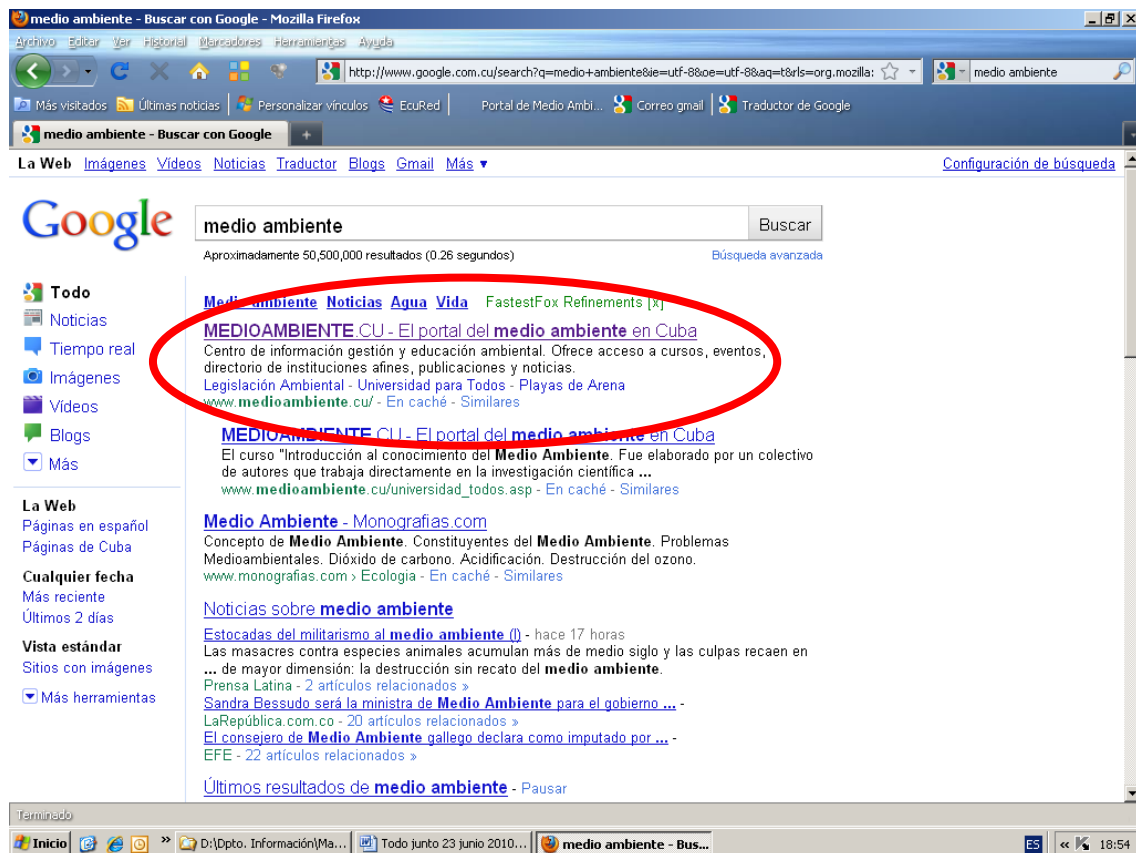 medio ambiente - Buscar con Google - Mozilla Firefox
Archivo Editar Ver Historial Marcadores Herramientas Ayuda
http://www.google.com.cu/search?q=medio+ambiente&ie=utf-8&oe=utf-8&aq=t&rls=org.mozilla:
medio ambiente
Más visitados Últimas noticias Personalizar vínculos EcuRed Portal de Medio Ambi... Correo gmail Traductor de Google
medio ambiente - Buscar con Google +
La Web Imágenes Vídeos Noticias Traductor Blogs Gmail Más ▼ Configuración de búsqueda
Google
medio ambiente Buscar
Aproximadamente 50,500,000 resultados (0.26 segundos) Búsqueda avanzada
Todo
Noticias
Tiempo real
Imágenes
Vídeos
Blogs
Más
La Web
Páginas en español
Páginas de Cuba
Cualquier fecha
Más reciente
Últimos 2 días
Vista estándar
Sitios con imágenes
Más herramientas
Medio ambiente Noticias Agua Vida FastestFox Refinements [x]
MEDIOAMBIENTE.CU - El portal del medio ambiente en Cuba
Centro de información gestión y educación ambiental. Ofrece acceso a cursos, eventos,
directorio de instituciones afines, publicaciones y noticias.
Legislación Ambiental - Universidad para Todos - Playas de Arena
www.medioambiente.cu/ - En caché - Similares
MEDIOAMBIENTE.CU - El portal del medio ambiente en Cuba
El curso "Introducción al conocimiento del Medio Ambiente. Fue elaborado por un colectivo
de autores que trabaja directamente en la investigación científica ...
www.medioambiente.cu/universidad_todos.asp - En caché - Similares
Medio Ambiente - Monografias.com
Concepto de Medio Ambiente. Constituyentes del Medio Ambiente. Problemas
Medioambientales. Dióxido de carbono. Acidificación. Destrucción del ozono.
www.monografias.com › Ecologia - En caché - Similares
Noticias sobre medio ambiente
Estocadas del militarismo al medio ambiente (I) - hace 17 horas
Las masacres contra especies animales acumulan más de medio siglo y las culpas recaen en
... de mayor dimensión: la destrucción sin recato del medio ambiente.
Prensa Latina - 2 artículos relacionados »
Sandra Bessudo será la ministra de Medio Ambiente para el gobierno ... -
LaRepública.com.co - 20 artículos relacionados »
El consejero de Medio Ambiente gallego declara como imputado por ... -
EFE - 22 artículos relacionados »
Últimos resultados de medio ambiente - Pausar
Terminado
Inicio » D:\Dpto. Información\Ma... Todo junto 23 junio 2010... medio ambiente - Bus... ES « 18:54